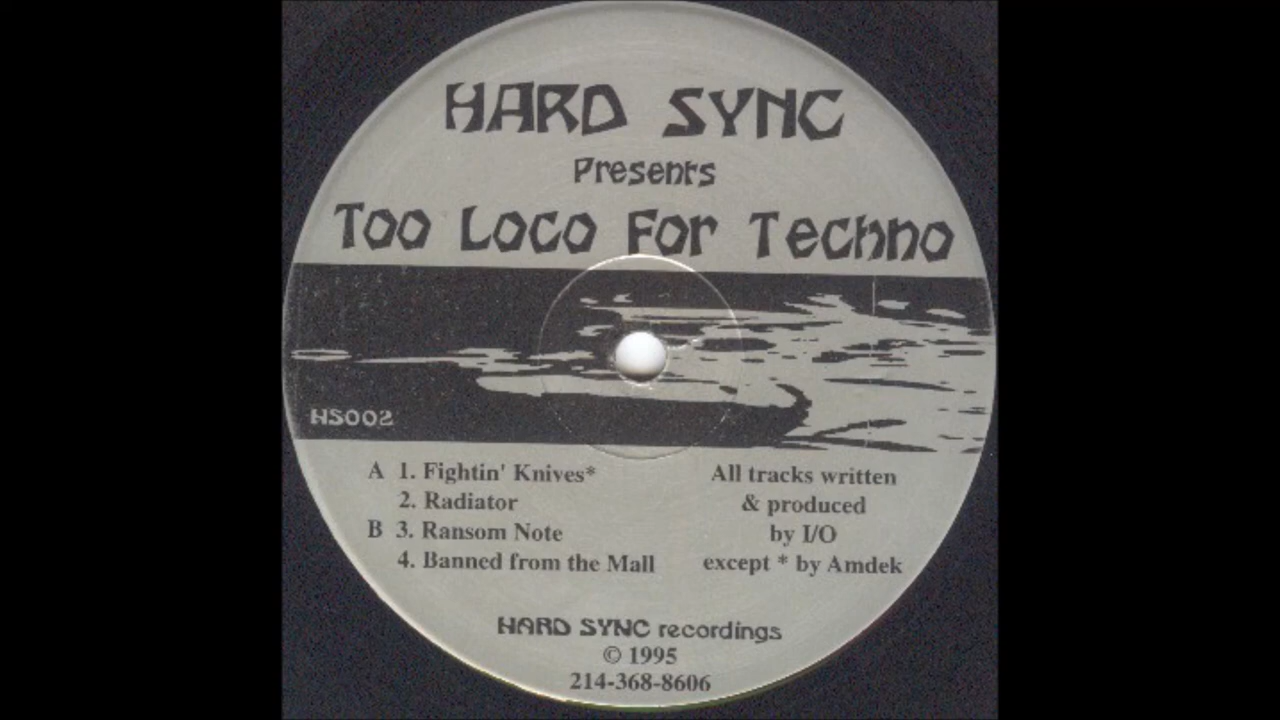 HARD SYNC
Presents
Too Loco For Techno
HS002
A 1. Fightin' Knives*
2. Radiator
B 3. Ransom Note
4. Banned from the Mall
All tracks written
& produced
by I/O
except * by Amdek
HARD SYNC recordings
© 1995
214-368-8606